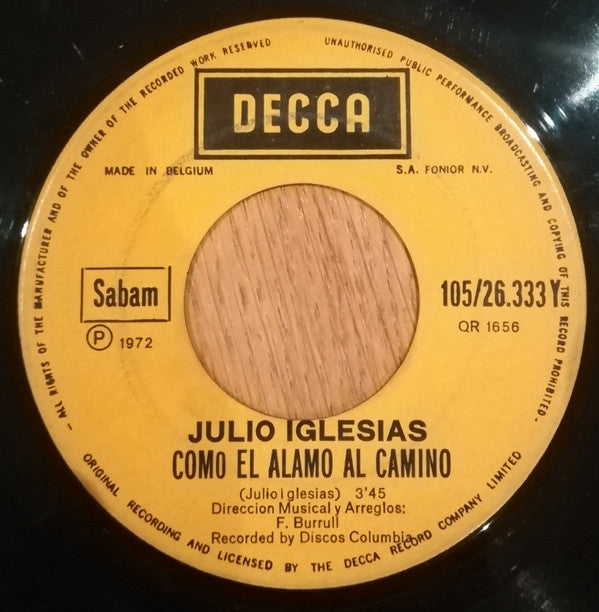 — ALL RIGHTS OF THE MANUFACTURER AND OF THE OWNER OF THE RECORDED WORK RESERVED
UNAUTHORISED PUBLIC PERFORMANCE BROADCASTING AND COPYING OF THIS RECORD PROHIBITED-
DECCA
MADE IN BELGIUM
S.A. FONIOR N.V.
Sabam
105/26.333Y
QR 1656
Ⓟ 1972
JULIO IGLESIAS
COMO EL ALAMO AL CAMINO
(Julio Iglesias) 3'45
Direccion Musical y Arreglos:
F. Burrull
Recorded by Discos Columbia
ORIGINAL RECORDING AND LICENSED BY THE DECCA RECORD COMPANY LIMITED